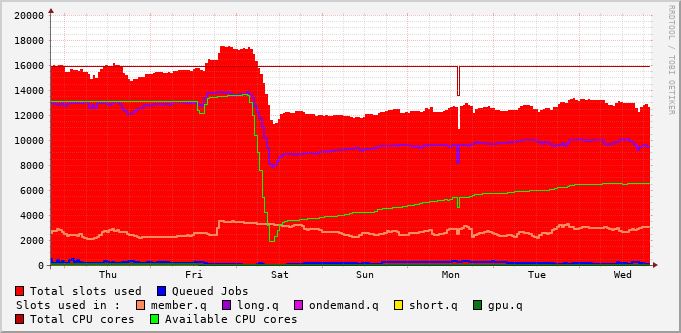 RRDTOOL / TOBI OETIKER
20000
18000
16000
14000
12000
10000
8000
6000
4000
2000
0
Thu Fri Sat Sun Mon Tue Wed
Total slots used Queued Jobs
Slots used in : member.q long.q ondemand.q short.q gpu.q
Total CPU cores Available CPU cores